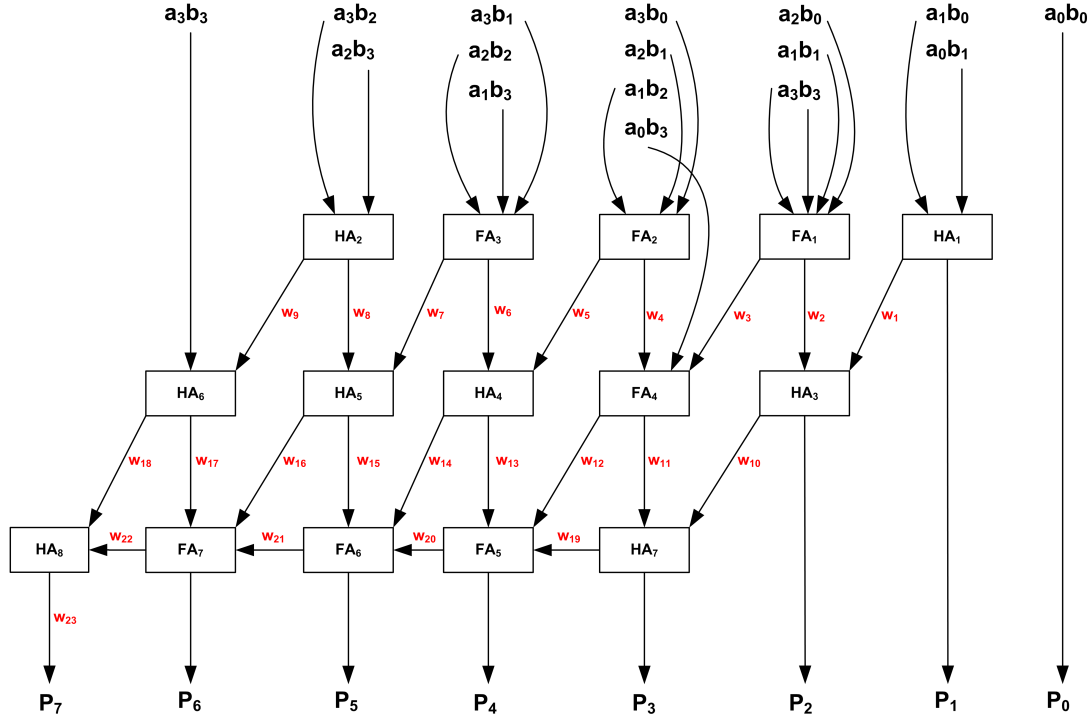 a3b3 a3b2 a3b1 a3b0 a2b0 a1b0 a0b0
a2b3 a2b2 a2b1 a1b1 a0b1
a1b3 a1b2 a3b3
a0b3
HA2 FA3 FA2 FA1 HA1
w9 w8 w7 w6 w5 w4 w3 w2 w1
HA6 HA5 HA4 FA4 HA3
w18 w17 w16 w15 w14 w13 w12 w11 w10
HA8 w22 FA7 w21 FA6 w20 FA5 w19 HA7
w23
P7 P6 P5 P4 P3 P2 P1 P0